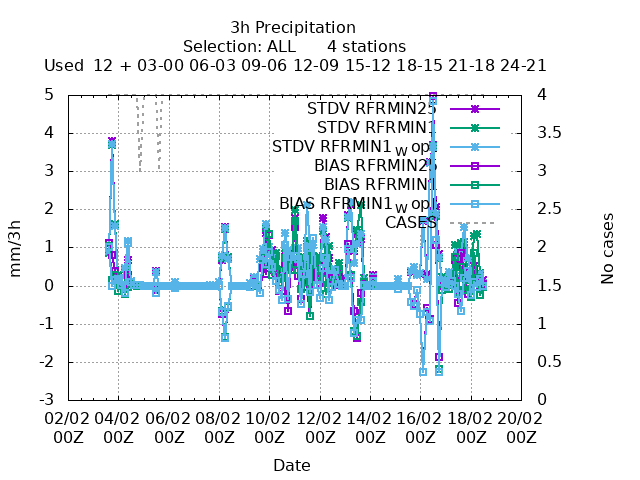 3h Precipitation
Selection: ALL 4 stations
Used 12 + 03-00 06-03 09-06 12-09 15-12 18-15 21-18 24-21
5 4
STDV RFRMIN25
STDV RFRMIN1
4 3.5
STDV RFRMIN1W op
BIAS RFRMIN25
3 3
BIAS RFRMIN1
BIAS RFRMIN1W op
2 2.5
CASES
1 2
0 1.5
-1 1
-2 0.5
-3 0
mm/3h
No cases
02/02 04/02 06/02 08/02 10/02 12/02 14/02 16/02 18/02 20/02
00Z 00Z 00Z 00Z 00Z 00Z 00Z 00Z 00Z 00Z
Date